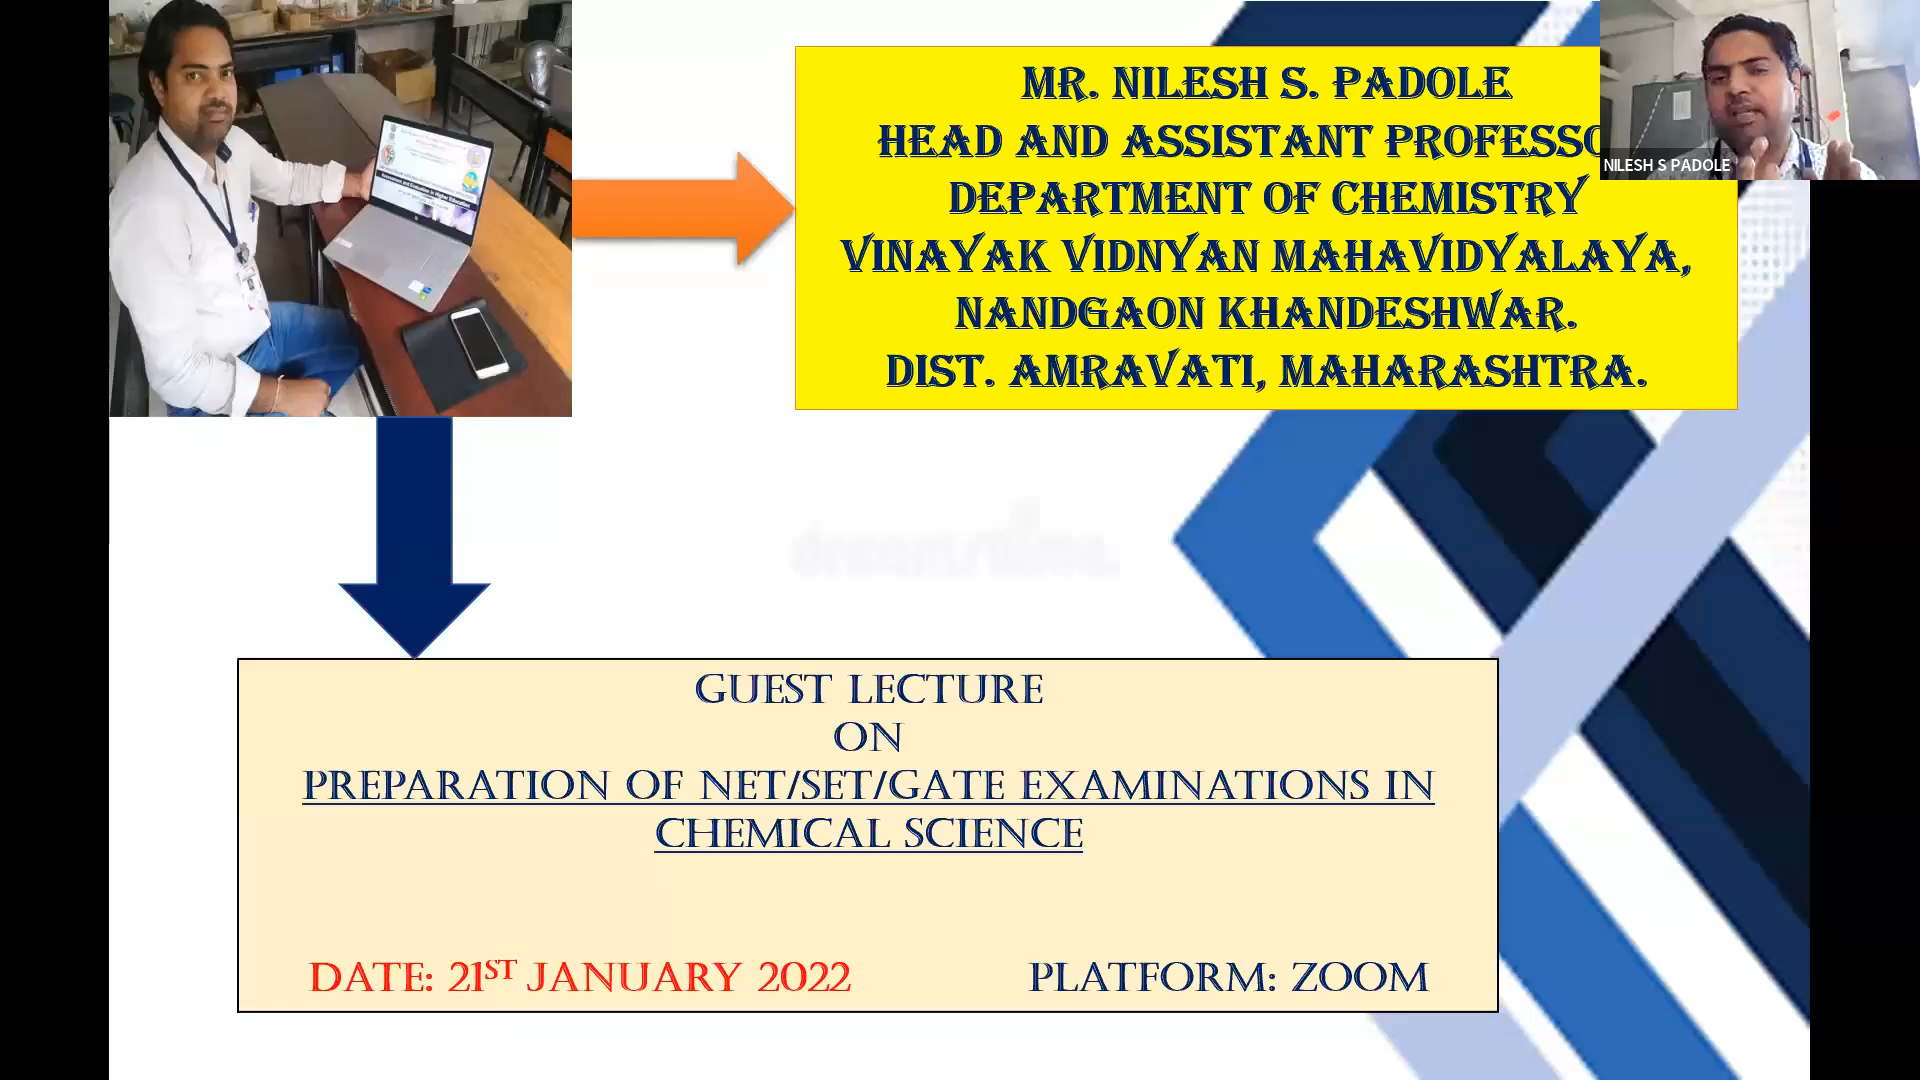 MR. NILESH S. PADOLE
HEAD AND ASSISTANT PROFESSO
DEPARTMENT OF CHEMISTRY
VINAYAK VIDNYAN MAHAVIDYALAYA,
NANDGAON KHANDESHWAR.
DIST. AMRAVATI, MAHARASHTRA.
NILESH S PADOLE
dreamstime.
GUEST LECTURE
ON
PREPARATION OF NET/SET/GATE EXAMINATIONS IN
CHEMICAL SCIENCE
DATE: 21ST JANUARY 2022 PLATFORM: ZOOM